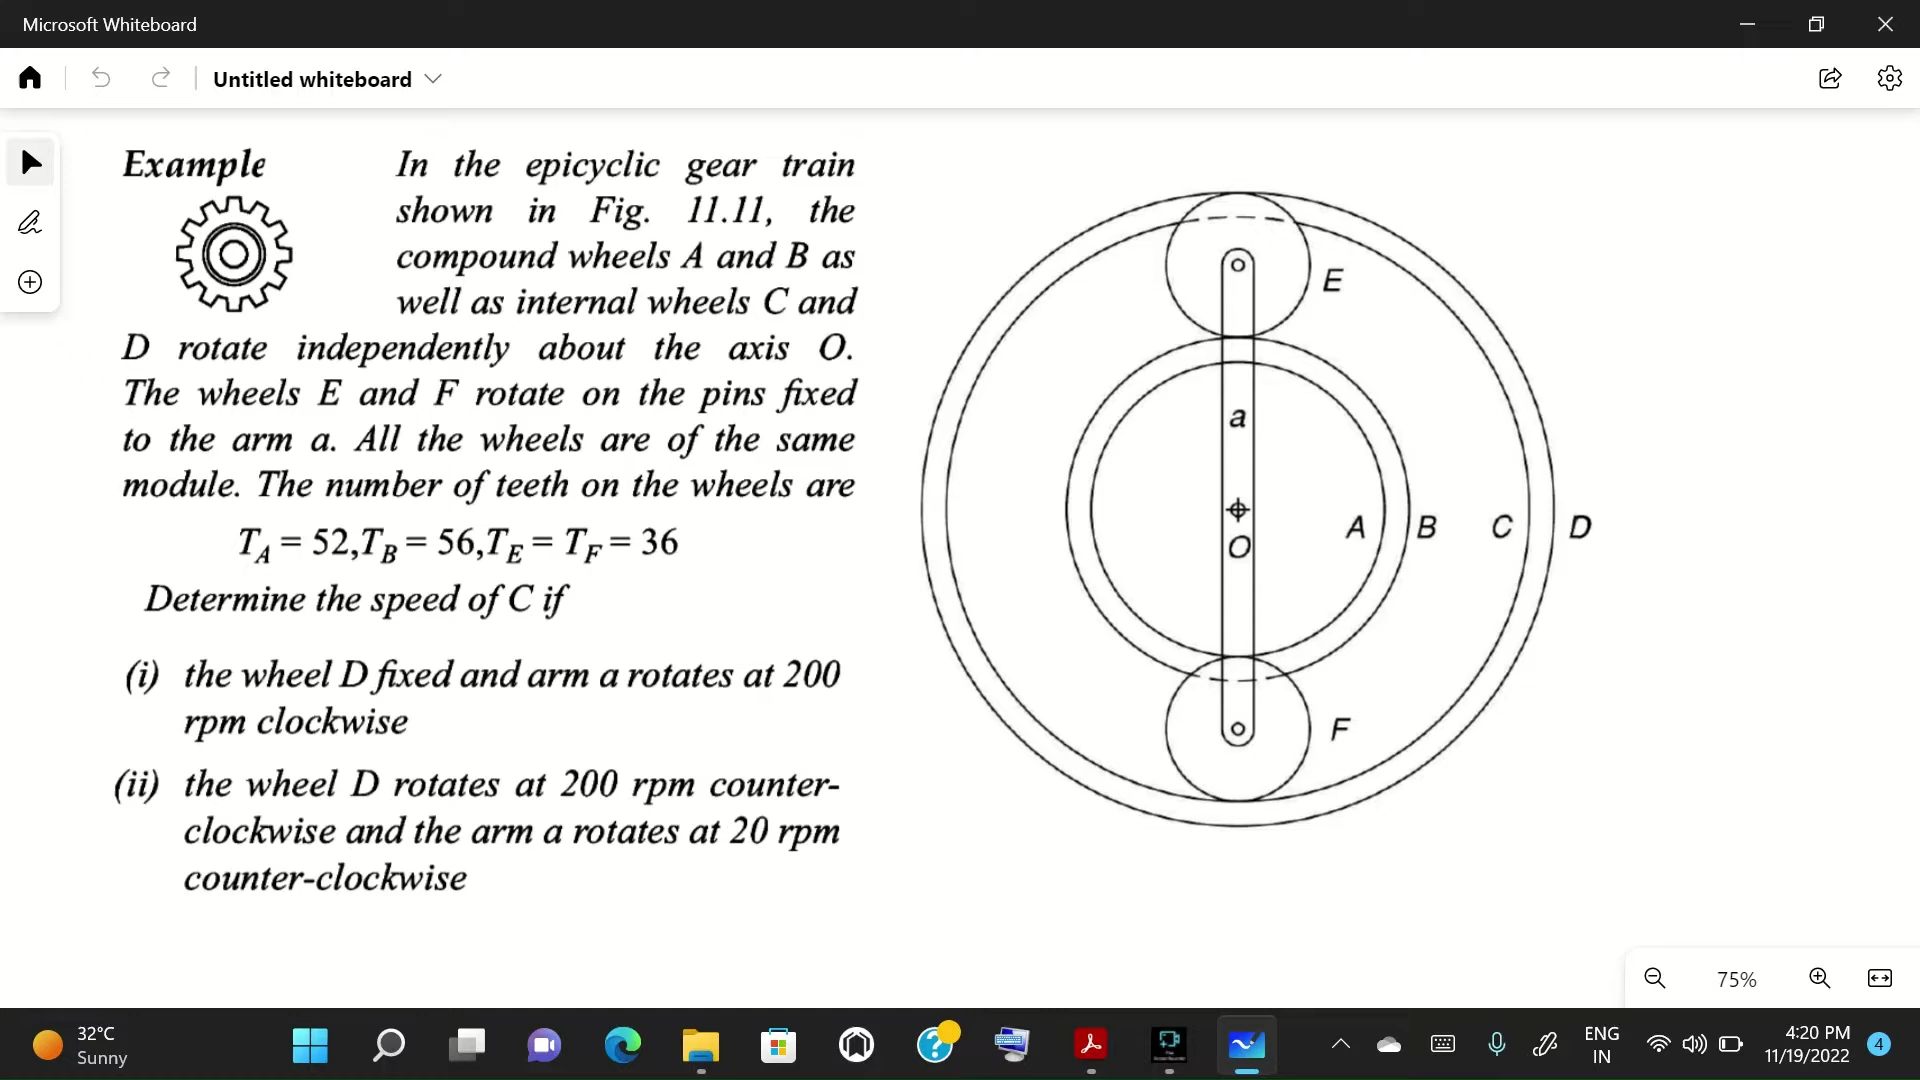 Microsoft Whiteboard
Untitled whiteboard
Example
In the epicyclic gear train
shown in Fig. 11.11, the
compound wheels A and B as
well as internal wheels C and
D rotate independently about the axis O.
The wheels E and F rotate on the pins fixed
to the arm a. All the wheels are of the same
module. The number of teeth on the wheels are
T_A = 52,T_B = 56,T_E = T_F = 36
Determine the speed of C if
(i) the wheel D fixed and arm a rotates at 200
rpm clockwise
(ii) the wheel D rotates at 200 rpm counter-
clockwise and the arm a rotates at 20 rpm
counter-clockwise
E
a
O
A B C D
F
75%
32°C
Sunny
ENG
IN
4:20 PM
11/19/2022
4